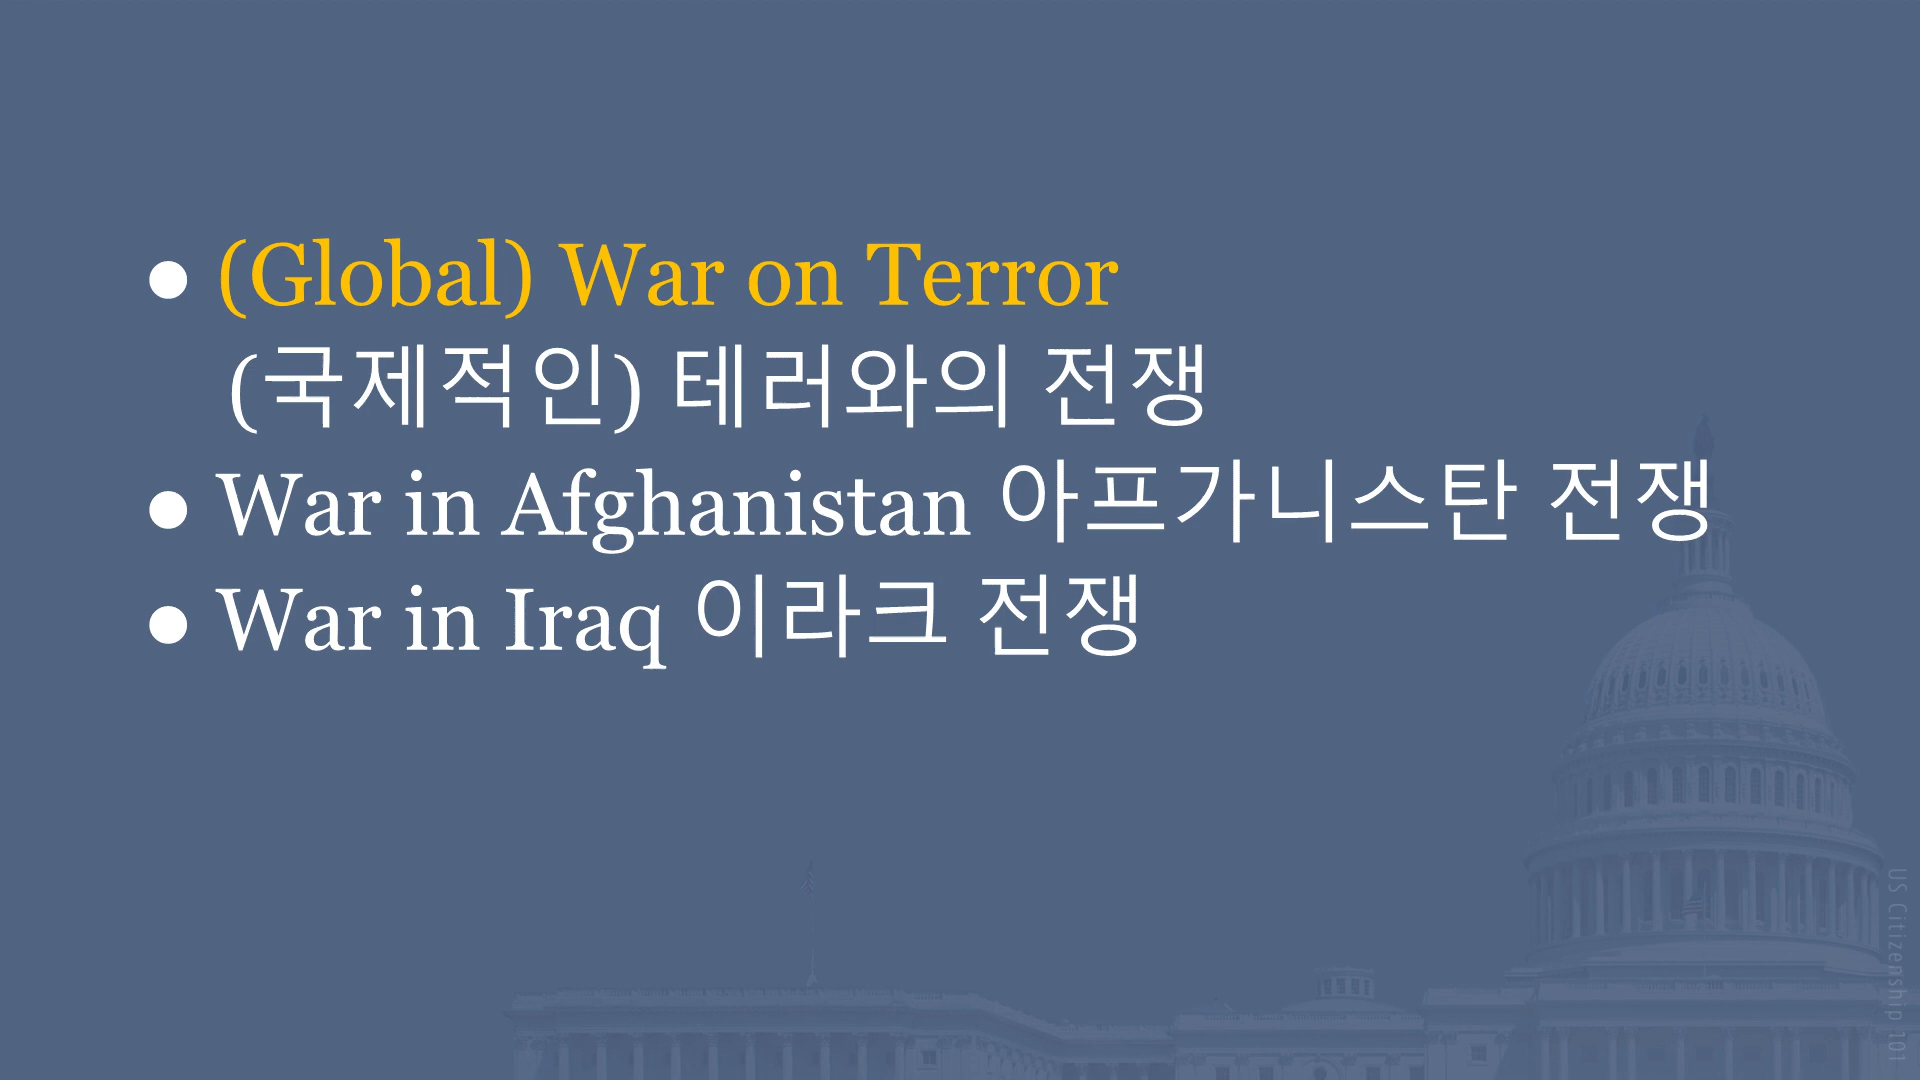 ● (Global) War on Terror
(국제적인) 테러와의 전쟁
● War in Afghanistan 아프가니스탄 전쟁
● War in Iraq 이라크 전쟁
US Citizenship 101